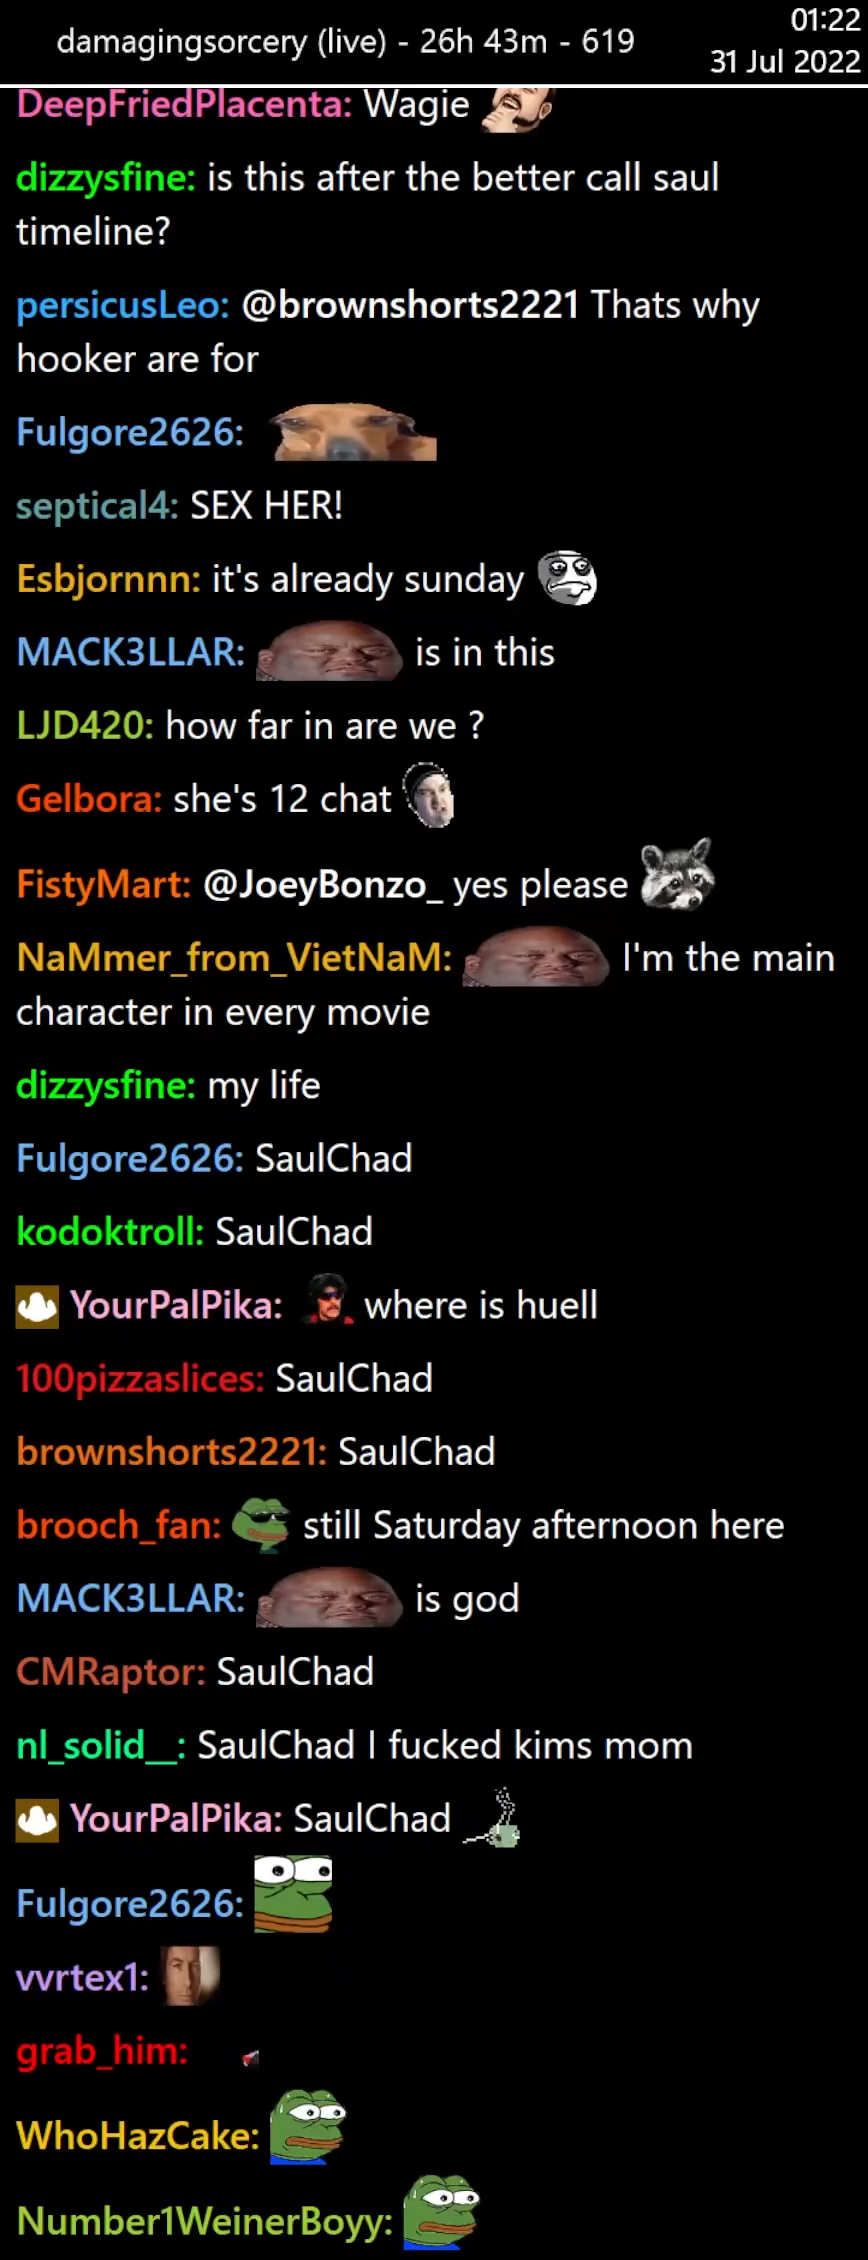 damagingsorcery (live) - 26h 43m - 619
01:22
31 Jul 2022
DeepFriedPlacenta: Wagie
dizzysfine: is this after the better call saul
timeline?
persicusLeo: @brownshorts2221 Thats why
hooker are for
Fulgore2626:
septical4: SEX HER!
Esbjornnn: it's already sunday
MACK3LLAR: is in this
LJD420: how far in are we ?
Gelbora: she's 12 chat
FistyMart: @JoeyBonzo_ yes please
NaMmer_from_VietNaM: I'm the main
character in every movie
dizzysfine: my life
Fulgore2626: SaulChad
kodoktroll: SaulChad
YourPalPika: where is huell
100pizzaslices: SaulChad
brownshorts2221: SaulChad
brooch_fan: still Saturday afternoon here
MACK3LLAR: is god
CMRaptor: SaulChad
nl_solid__: SaulChad I fucked kims mom
YourPalPika: SaulChad
Fulgore2626:
vvrtex1:
grab_him:
WhoHazCake:
Number1WeinerBoyy: